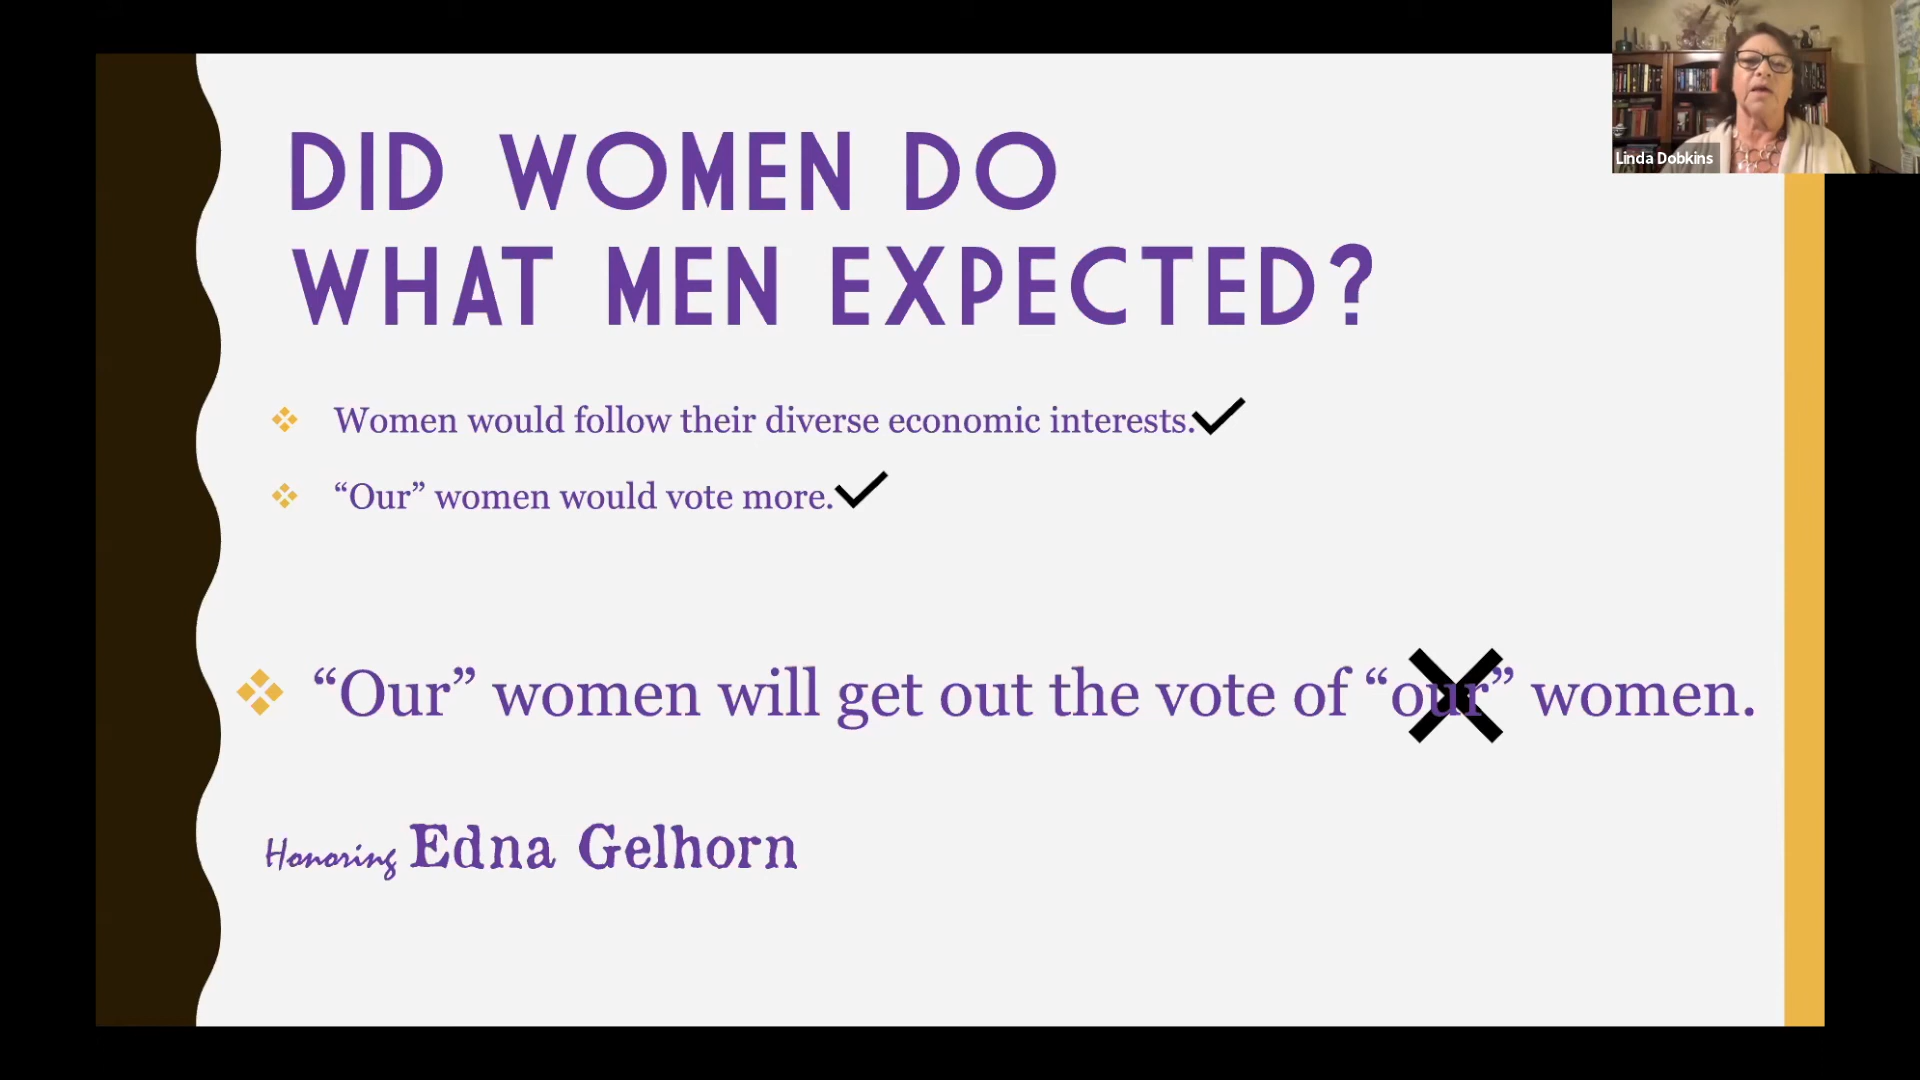 DID WOMEN DO
WHAT MEN EXPECTED?
Women would follow their diverse economic interests.
“Our” women would vote more.
“Our” women will get out the vote of “our” women.
Honoring Edna Gelhorn
Linda Dobkins